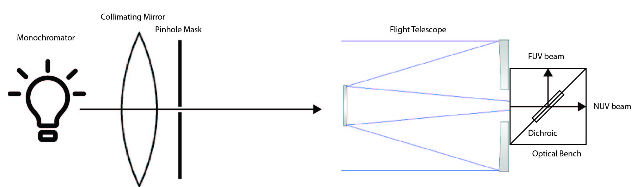 Collimating Mirror
Monochromator
Pinhole Mask
Flight Telescope
FUV beam
NUV beam
Dichroic
Optical Bench